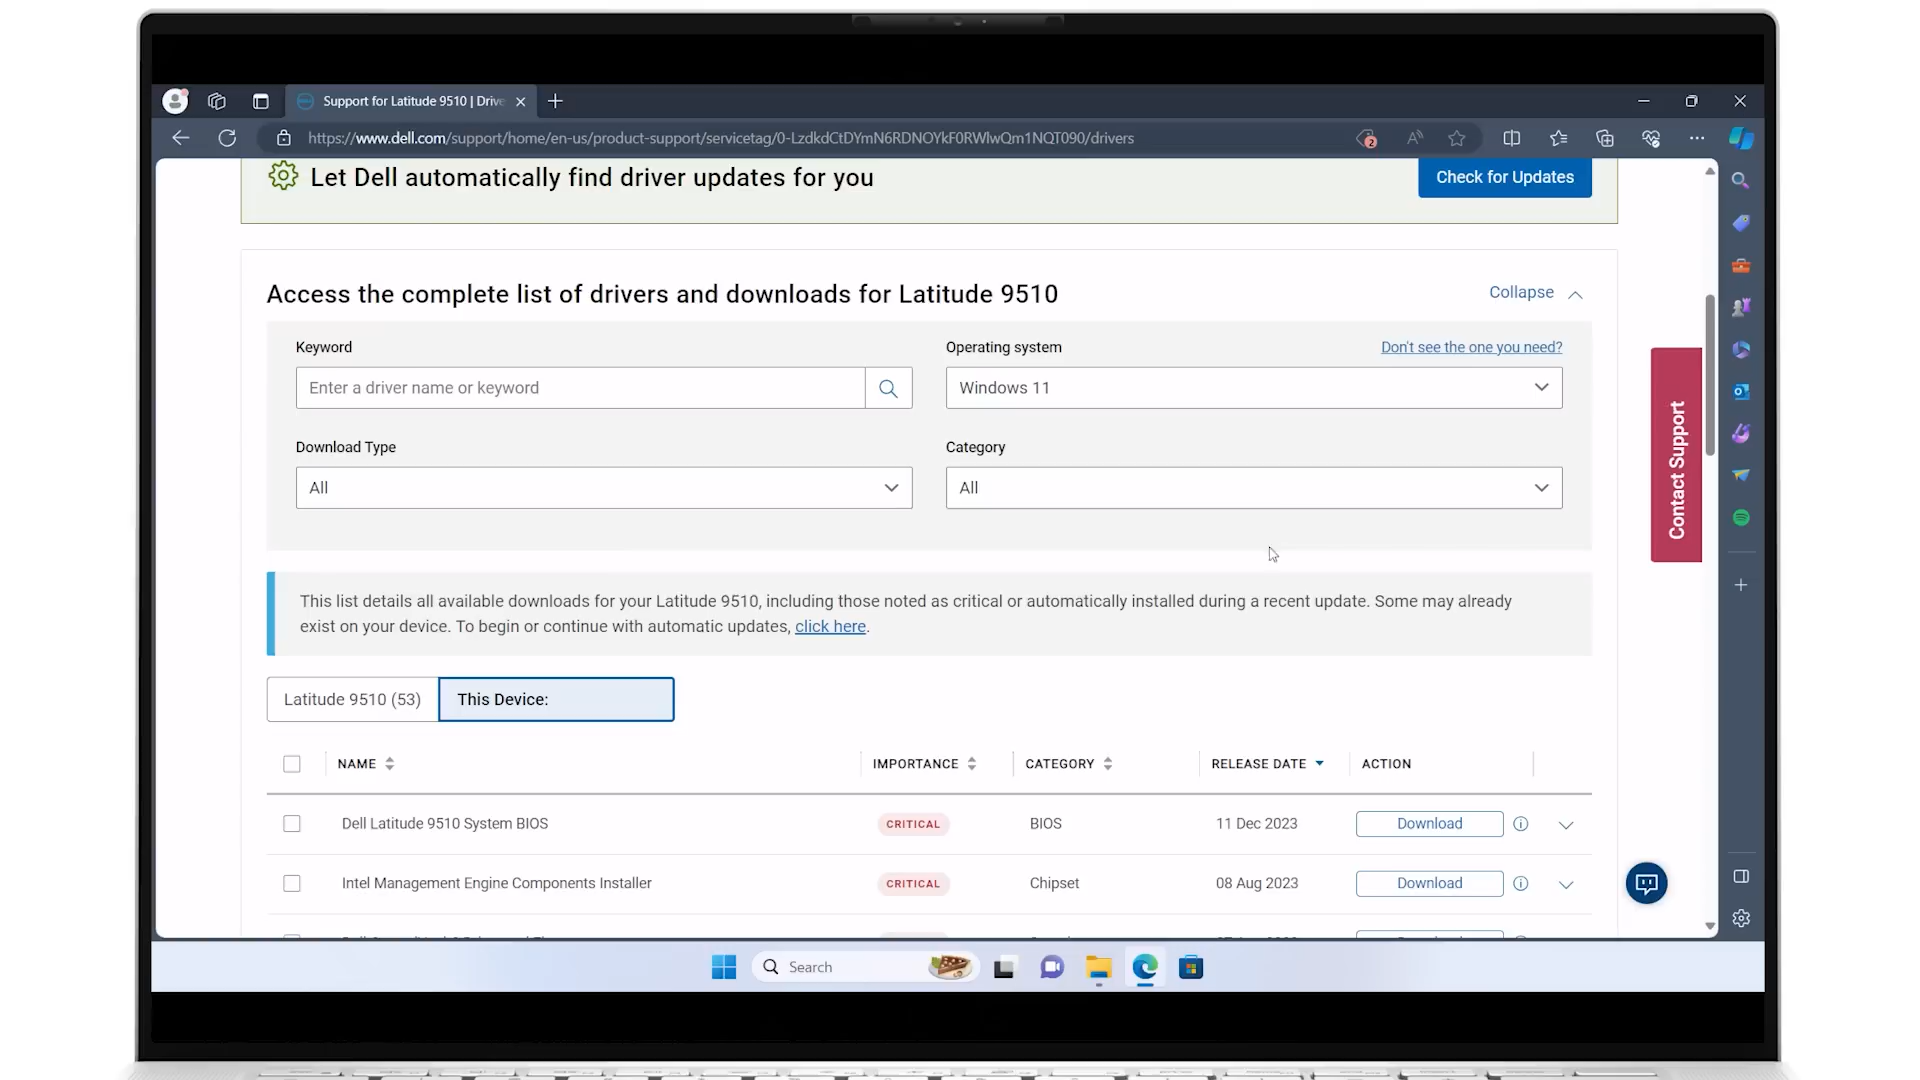 Support for Latitude 9510 | Drive
https://www.dell.com/support/home/en-us/product-support/servicetag/0-LzdkdCtDYmN6RDNOYkF0RWlwQm1NQT090/drivers
2
Let Dell automatically find driver updates for you
Check for Updates
Access the complete list of drivers and downloads for Latitude 9510
Collapse
Keyword
Operating system
Don't see the one you need?
Enter a driver name or keyword
Windows 11
Download Type
Category
All
All
Contact Support
This list details all available downloads for your Latitude 9510, including those noted as critical or automatically installed during a recent update. Some may already
exist on your device. To begin or continue with automatic updates, click here.
Latitude 9510 (53)
This Device:
NAME
IMPORTANCE
CATEGORY
RELEASE DATE
ACTION
Dell Latitude 9510 System BIOS
CRITICAL
BIOS
11 Dec 2023
Download
Intel Management Engine Components Installer
CRITICAL
Chipset
08 Aug 2023
Download
Search